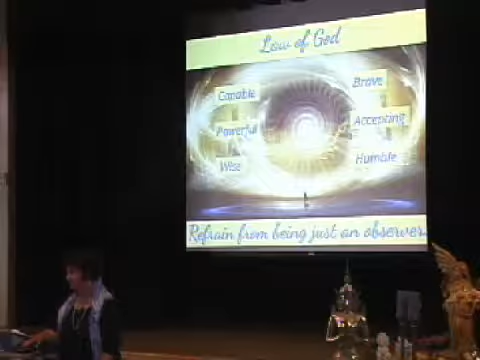 Law of God
Capable
Brave
Powerful
Accepting
Wise
Humble
Refrain from being just an observer.